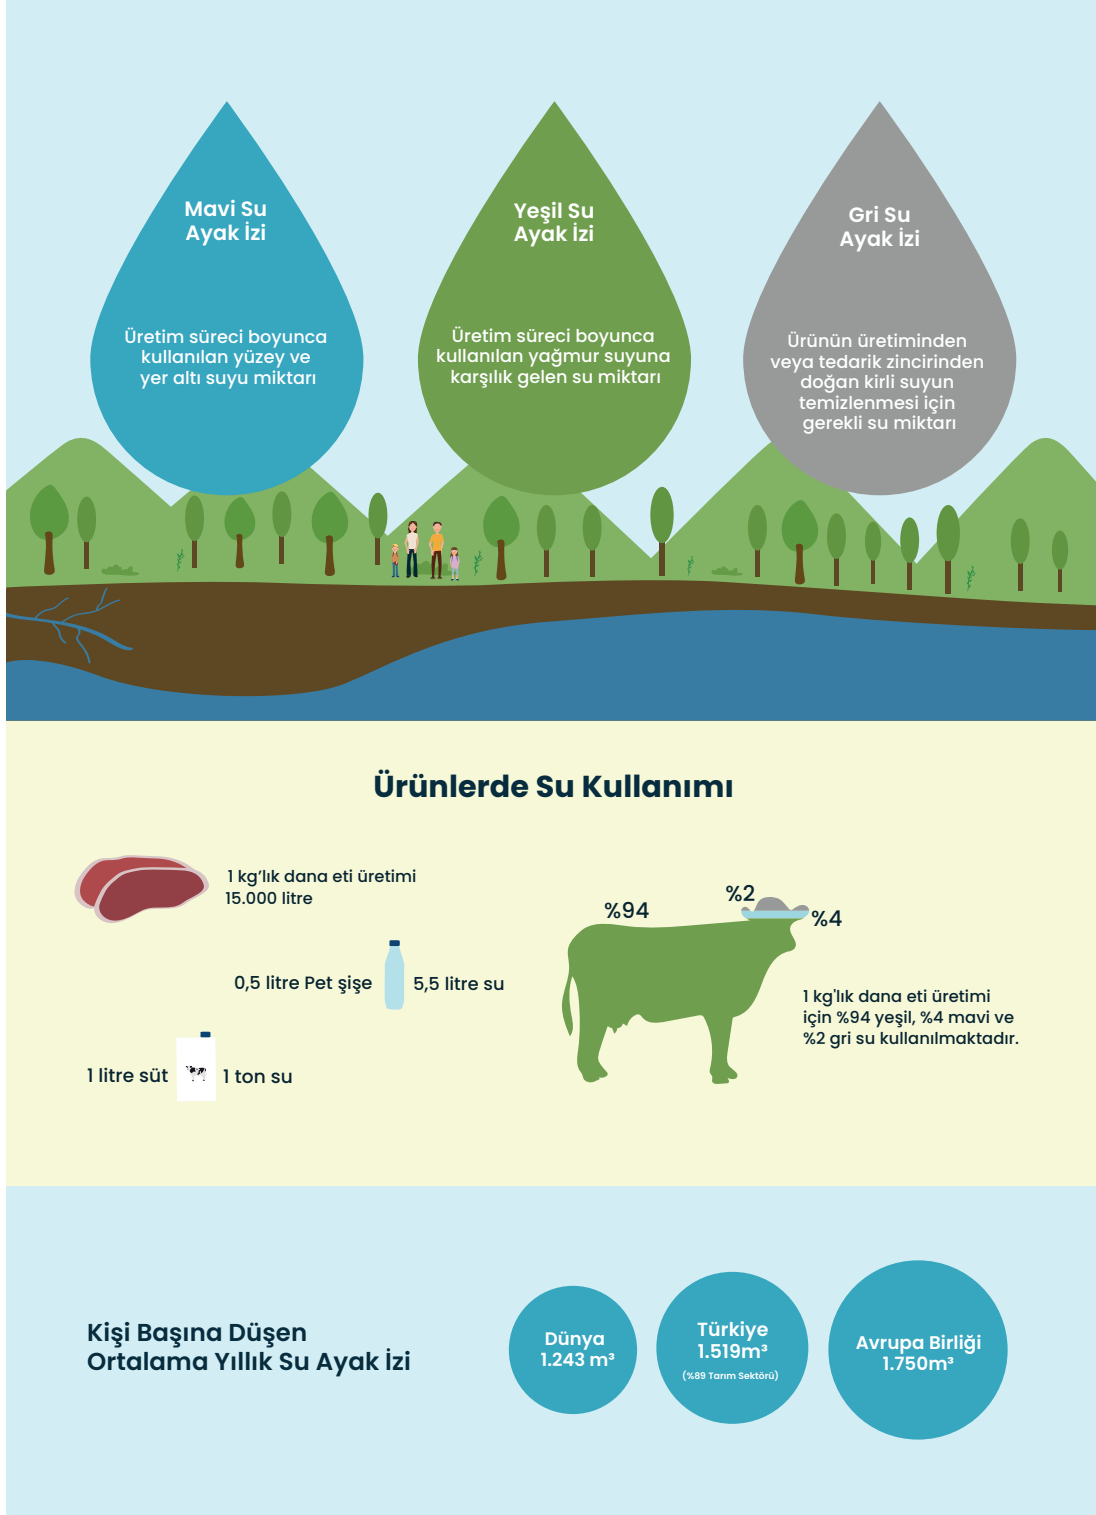 Mavi Su
Ayak İzi
Üretim süreci boyunca
kullanılan yüzey ve
yer altı suyu miktarı
Yeşil Su
Ayak İzi
Üretim süreci boyunca
kullanılan yağmur suyuna
karşılık gelen su miktarı
Gri Su
Ayak İzi
Ürünün üretiminden
veya tedarik zincirinden
doğan kirli suyun
temizlenmesi için
gerekli su miktarı
Ürünlerde Su Kullanımı
1 kg’lık dana eti üretimi
15.000 litre
0,5 litre Pet şişe
5,5 litre su
1 litre süt
1 ton su
%94
%2
%4
1 kg'lık dana eti üretimi
için %94 yeşil, %4 mavi ve
%2 gri su kullanılmaktadır.
Kişi Başına Düşen
Ortalama Yıllık Su Ayak İzi
Dünya
1.243 m³
Türkiye
1.519m³
(%89 Tarım Sektörü)
Avrupa Birliği
1.750m³